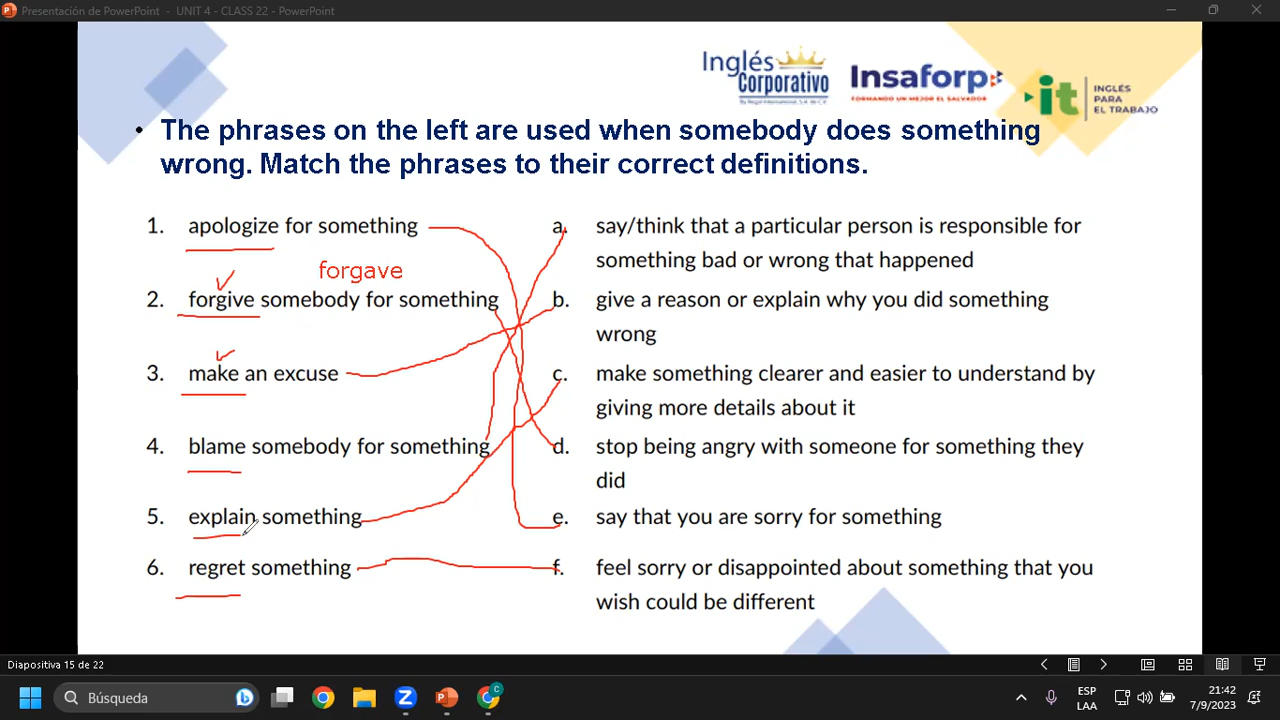 Presentación de PowerPoint - UNIT 4 - CLASS 22 - PowerPoint
Inglés
Corporativo
By Regal International, S.A. de C.V.
Insaforp
FORMANDO UN MEJOR EL SALVADOR
it
INGLÉS
PARA
EL TRABAJO
• The phrases on the left are used when somebody does something
wrong. Match the phrases to their correct definitions.
1. apologize for something
forgave
2. forgive somebody for something
3. make an excuse
4. blame somebody for something
5. explain something
6. regret something
a. say/think that a particular person is responsible for
something bad or wrong that happened
b. give a reason or explain why you did something
wrong
c. make something clearer and easier to understand by
giving more details about it
d. stop being angry with someone for something they
did
e. say that you are sorry for something
f. feel sorry or disappointed about something that you
wish could be different
Diapositiva 15 de 22
Búsqueda
C
ESP
LAA
21:42
7/9/2023